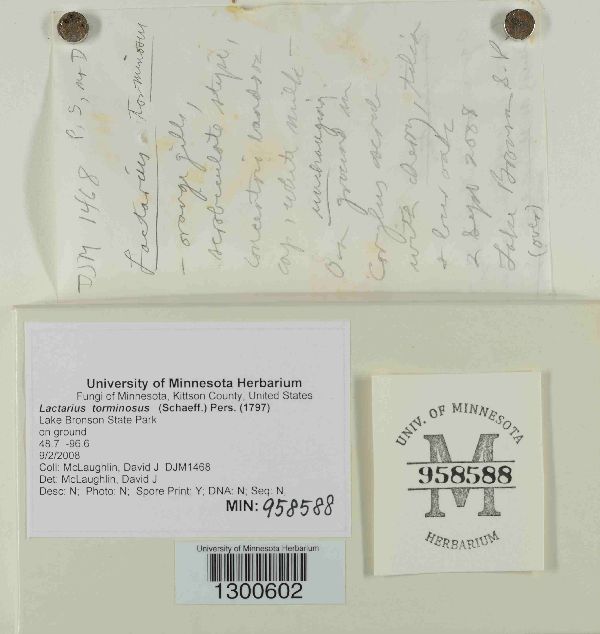 DJM 1468 P, S, M D
Lactarius torminosus
- orange gills,
scrobiculate stipe,
concentric bands on
cap, white milk -
unchanging.
On ground in
Corylus scrub
with cherry, tilia
+ bur oak
2 Sept 2008
Lake Bronson S.P
(over)
University of Minnesota Herbarium
Fungi of Minnesota, Kittson County, United States
Lactarius torminosus (Schaeff.) Pers. (1797)
Lake Bronson State Park
on ground
48.7 -96.6
9/2/2008
Coll: McLaughlin, David J DJM1468
Det: McLaughlin, David J
Desc: N; Photo: N; Spore Print: Y; DNA: N; Seq: N
MIN: 958588
UNIV. OF MINNESOTA
M
958588
HERBARIUM
University of Minnesota Herbarium
1300602